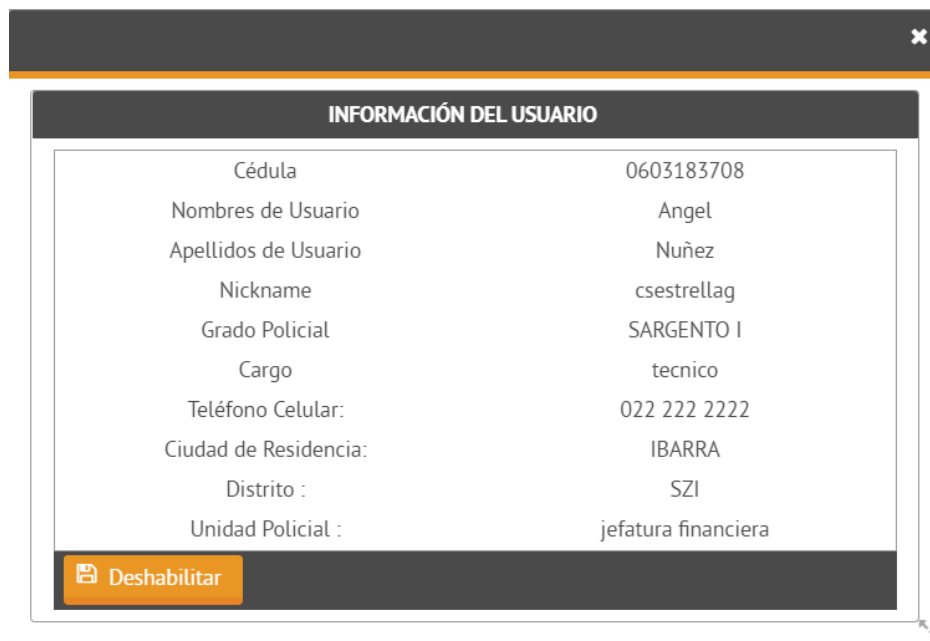 INFORMACIÓN DEL USUARIO
Cédula 0603183708
Nombres de Usuario Angel
Apellidos de Usuario Nuñez
Nickname csestrellag
Grado Policial SARGENTO I
Cargo tecnico
Teléfono Celular: 022 222 2222
Ciudad de Residencia: IBARRA
Distrito : SZI
Unidad Policial : jefatura financiera
Deshabilitar